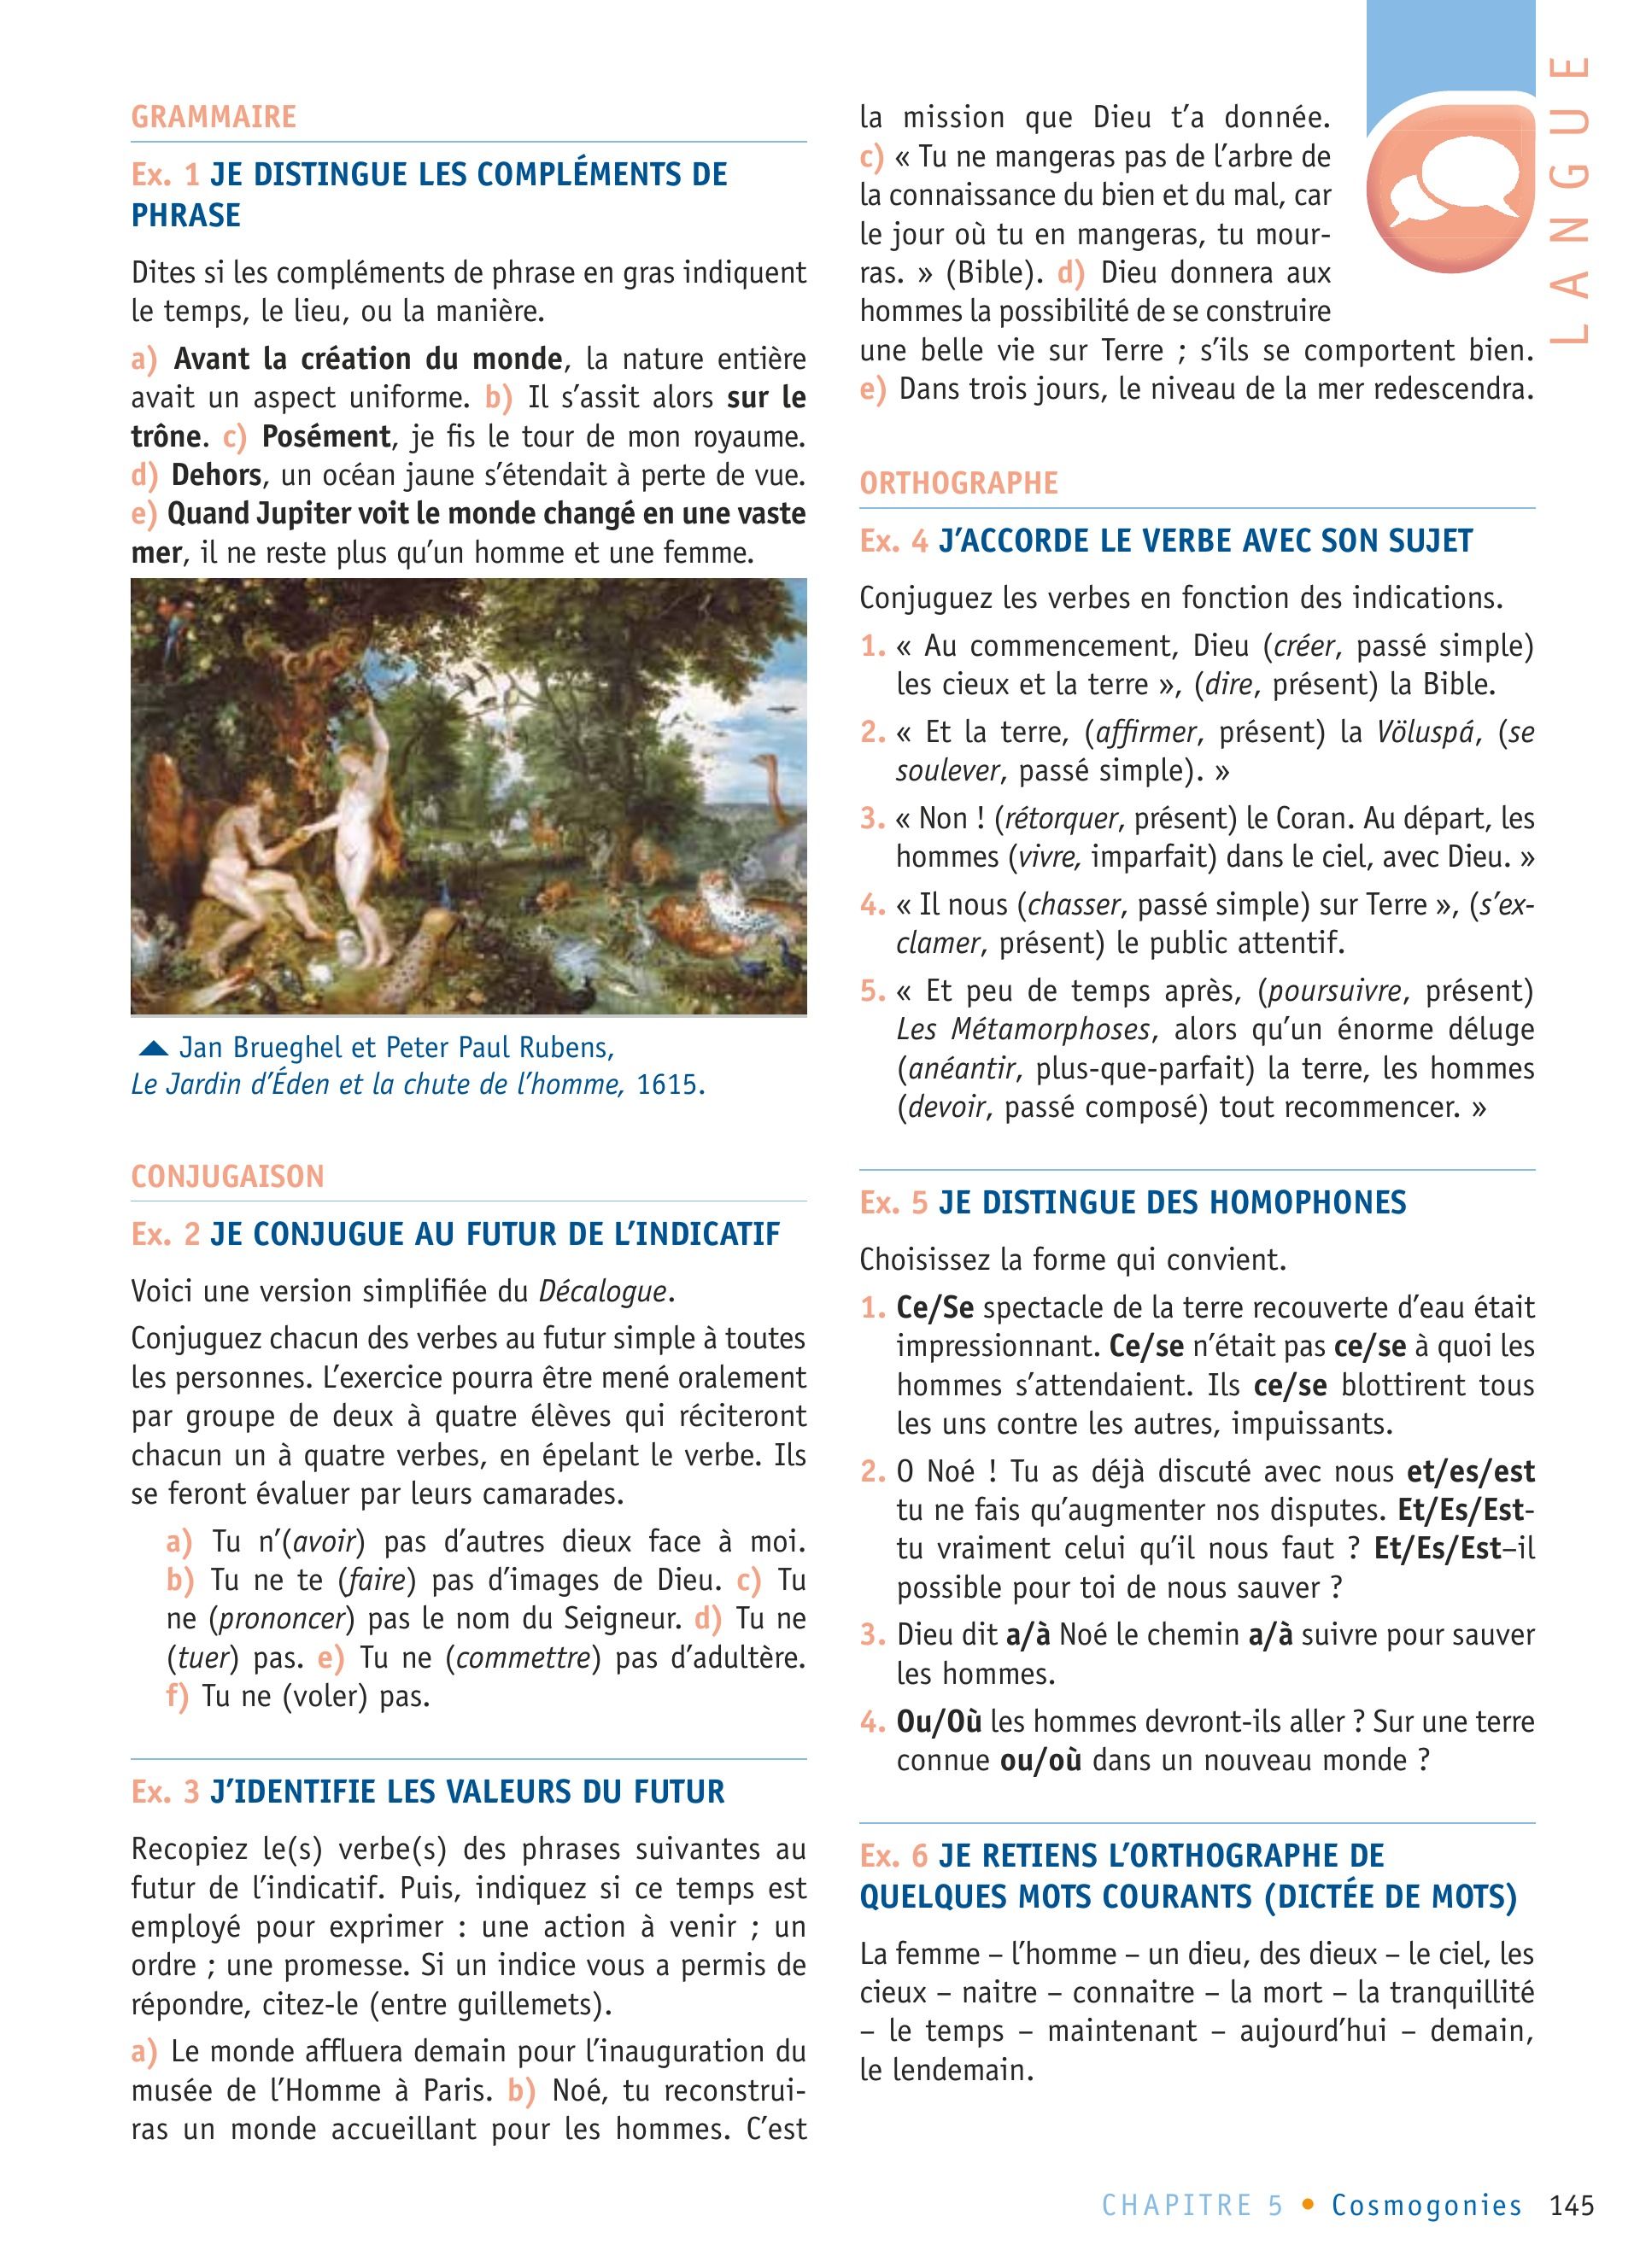 GRAMMAIRE
Ex. 1 JE DISTINGUE LES COMPLÉMENTS DE
PHRASE
Dites si les compléments de phrase en gras indiquent
le temps, le lieu, ou la manière.
a) Avant la création du monde, la nature entière
avait un aspect uniforme. b) Il s’assit alors sur le
trône. c) Posément, je fis le tour de mon royaume.
d) Dehors, un océan jaune s’étendait à perte de vue.
e) Quand Jupiter voit le monde changé en une vaste
mer, il ne reste plus qu’un homme et une femme.
Jan Brueghel et Peter Paul Rubens,
Le Jardin d’Éden et la chute de l’homme, 1615.
CONJUGAISON
Ex. 2 JE CONJUGUE AU FUTUR DE L’INDICATIF
Voici une version simplifiée du Décalogue.
Conjuguez chacun des verbes au futur simple à toutes
les personnes. L’exercice pourra être mené oralement
par groupe de deux à quatre élèves qui réciteront
chacun un à quatre verbes, en épelant le verbe. Ils
se feront évaluer par leurs camarades.
a) Tu n’(avoir) pas d’autres dieux face à moi.
b) Tu ne te (faire) pas d’images de Dieu. c) Tu
ne (prononcer) pas le nom du Seigneur. d) Tu ne
(tuer) pas. e) Tu ne (commettre) pas d’adultère.
f) Tu ne (voler) pas.
Ex. 3 J’IDENTIFIE LES VALEURS DU FUTUR
Recopiez le(s) verbe(s) des phrases suivantes au
futur de l’indicatif. Puis, indiquez si ce temps est
employé pour exprimer : une action à venir ; un
ordre ; une promesse. Si un indice vous a permis de
répondre, citez-le (entre guillemets).
a) Le monde affluera demain pour l’inauguration du
musée de l’Homme à Paris. b) Noé, tu reconstrui-
ras un monde accueillant pour les hommes. C’est
la mission que Dieu t’a donnée.
c) « Tu ne mangeras pas de l’arbre de
la connaissance du bien et du mal, car
le jour où tu en mangeras, tu mour-
ras. » (Bible). d) Dieu donnera aux
hommes la possibilité de se construire
une belle vie sur Terre ; s’ils se comportent bien.
e) Dans trois jours, le niveau de la mer redescendra.
ORTHOGRAPHE
Ex. 4 J’ACCORDE LE VERBE AVEC SON SUJET
Conjuguez les verbes en fonction des indications.
1. « Au commencement, Dieu (créer, passé simple)
les cieux et la terre », (dire, présent) la Bible.
2. « Et la terre, (affirmer, présent) la Völuspá, (se
soulever, passé simple). »
3. « Non ! (rétorquer, présent) le Coran. Au départ, les
hommes (vivre, imparfait) dans le ciel, avec Dieu. »
4. « Il nous (chasser, passé simple) sur Terre », (s’ex-
clamer, présent) le public attentif.
5. « Et peu de temps après, (poursuivre, présent)
Les Métamorphoses, alors qu’un énorme déluge
(anéantir, plus-que-parfait) la terre, les hommes
(devoir, passé composé) tout recommencer. »
Ex. 5 JE DISTINGUE DES HOMOPHONES
Choisissez la forme qui convient.
1. Ce/Se spectacle de la terre recouverte d’eau était
impressionnant. Ce/se n’était pas ce/se à quoi les
hommes s’attendaient. Ils ce/se blottirent tous
les uns contre les autres, impuissants.
2. O Noé ! Tu as déjà discuté avec nous et/es/est
tu ne fais qu’augmenter nos disputes. Et/Es/Est-
tu vraiment celui qu’il nous faut ? Et/Es/Est–il
possible pour toi de nous sauver ?
3. Dieu dit a/à Noé le chemin a/à suivre pour sauver
les hommes.
4. Ou/Où les hommes devront-ils aller ? Sur une terre
connue ou/où dans un nouveau monde ?
Ex. 6 JE RETIENS L’ORTHOGRAPHE DE
QUELQUES MOTS COURANTS (DICTÉE DE MOTS)
La femme – l’homme – un dieu, des dieux – le ciel, les
cieux – naitre – connaitre – la mort – la tranquillité
– le temps – maintenant – aujourd’hui – demain,
le lendemain.
LANGUE
CHAPITRE 5 • Cosmogonies 145